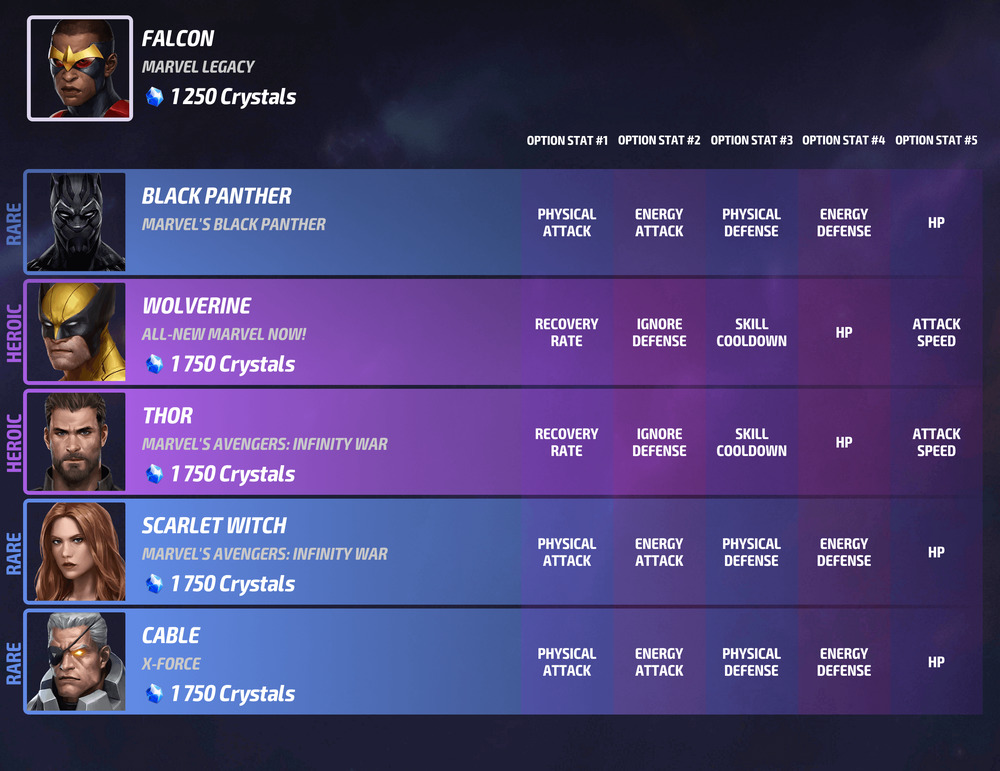 FALCON
MARVEL LEGACY
1 250 Crystals
OPTION STAT #1 OPTION STAT #2 OPTION STAT #3 OPTION STAT #4 OPTION STAT #5
RARE
BLACK PANTHER
MARVEL'S BLACK PANTHER
PHYSICAL ATTACK
ENERGY ATTACK
PHYSICAL DEFENSE
ENERGY DEFENSE
HP
HEROIC
WOLVERINE
ALL-NEW MARVEL NOW!
1 750 Crystals
RECOVERY RATE
IGNORE DEFENSE
SKILL COOLDOWN
HP
ATTACK SPEED
HEROIC
THOR
MARVEL'S AVENGERS: INFINITY WAR
1 750 Crystals
RECOVERY RATE
IGNORE DEFENSE
SKILL COOLDOWN
HP
ATTACK SPEED
RARE
SCARLET WITCH
MARVEL'S AVENGERS: INFINITY WAR
1 750 Crystals
PHYSICAL ATTACK
ENERGY ATTACK
PHYSICAL DEFENSE
ENERGY DEFENSE
HP
RARE
CABLE
X-FORCE
1 750 Crystals
PHYSICAL ATTACK
ENERGY ATTACK
PHYSICAL DEFENSE
ENERGY DEFENSE
HP